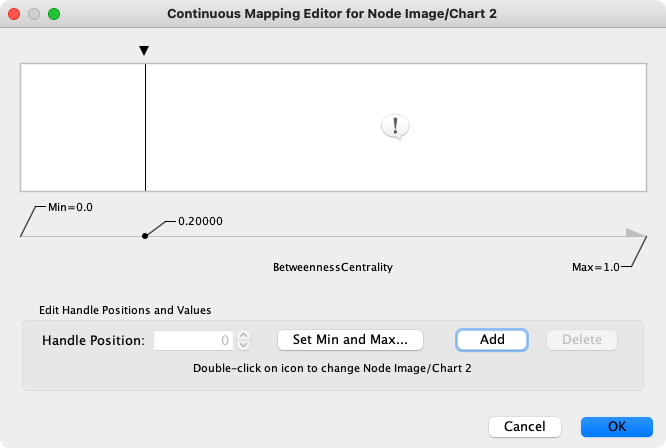 Continuous Mapping Editor for Node Image/Chart 2
!
Min=0.0
0.20000
BetweennessCentrality
Max=1.0
Edit Handle Positions and Values
Handle Position: 0 Set Min and Max... Add Delete
Double-click on icon to change Node Image/Chart 2
Cancel OK